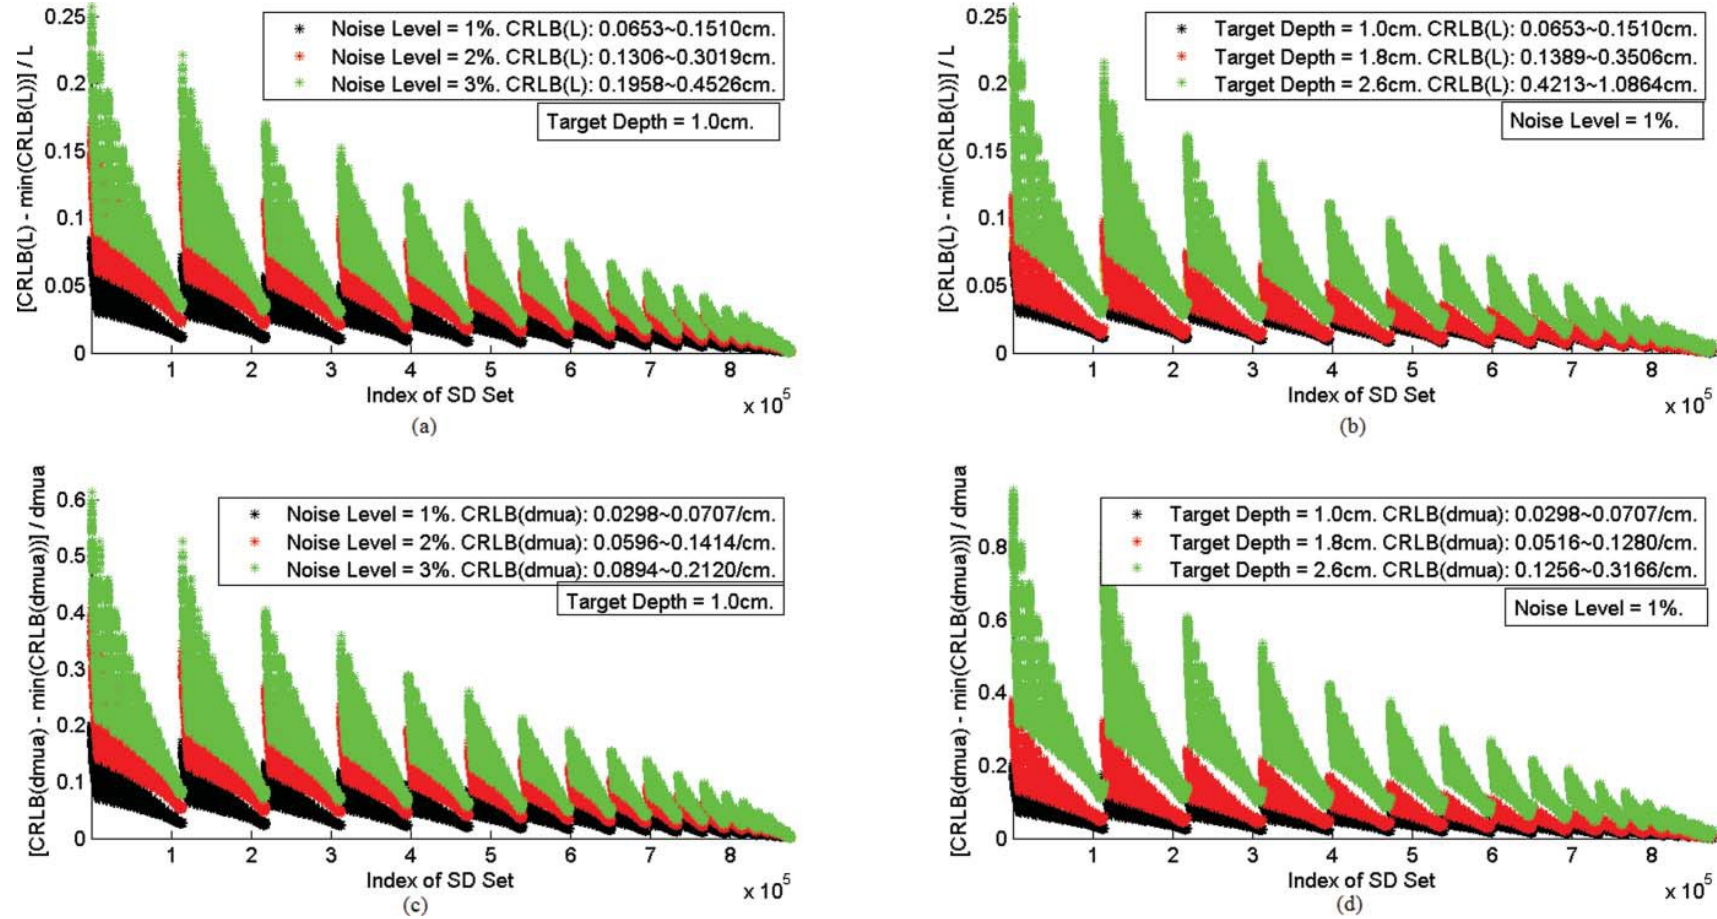 [CRLB(L) - min(CRLB(L))] / L
0.25
0.2
0.15
0.1
0.05
0
* Noise Level = 1%. CRLB(L): 0.0653~0.1510cm.
* Noise Level = 2%. CRLB(L): 0.1306~0.3019cm.
* Noise Level = 3%. CRLB(L): 0.1958~0.4526cm.
Target Depth = 1.0cm.
1 2 3 4 5 6 7 8
Index of SD Set
x 10^5
(a)
[CRLB(L) - min(CRLB(L))] / L
0.25
0.2
0.15
0.1
0.05
0
* Target Depth = 1.0cm. CRLB(L): 0.0653~0.1510cm.
* Target Depth = 1.8cm. CRLB(L): 0.1389~0.3506cm.
* Target Depth = 2.6cm. CRLB(L): 0.4213~1.0864cm.
Noise Level = 1%.
1 2 3 4 5 6 7 8
Index of SD Set
x 10^5
(b)
[CRLB(dmua) - min(CRLB(dmua))] / dmua
0.6
0.5
0.4
0.3
0.2
0.1
0
* Noise Level = 1%. CRLB(dmua): 0.0298~0.0707/cm.
* Noise Level = 2%. CRLB(dmua): 0.0596~0.1414/cm.
* Noise Level = 3%. CRLB(dmua): 0.0894~0.2120/cm.
Target Depth = 1.0cm.
1 2 3 4 5 6 7 8
Index of SD Set
x 10^5
(c)
[CRLB(dmua) - min(CRLB(dmua))] / dmua
0.8
0.6
0.4
0.2
0
* Target Depth = 1.0cm. CRLB(dmua): 0.0298~0.0707/cm.
* Target Depth = 1.8cm. CRLB(dmua): 0.0516~0.1280/cm.
* Target Depth = 2.6cm. CRLB(dmua): 0.1256~0.3166/cm.
Noise Level = 1%.
1 2 3 4 5 6 7 8
Index of SD Set
x 10^5
(d)